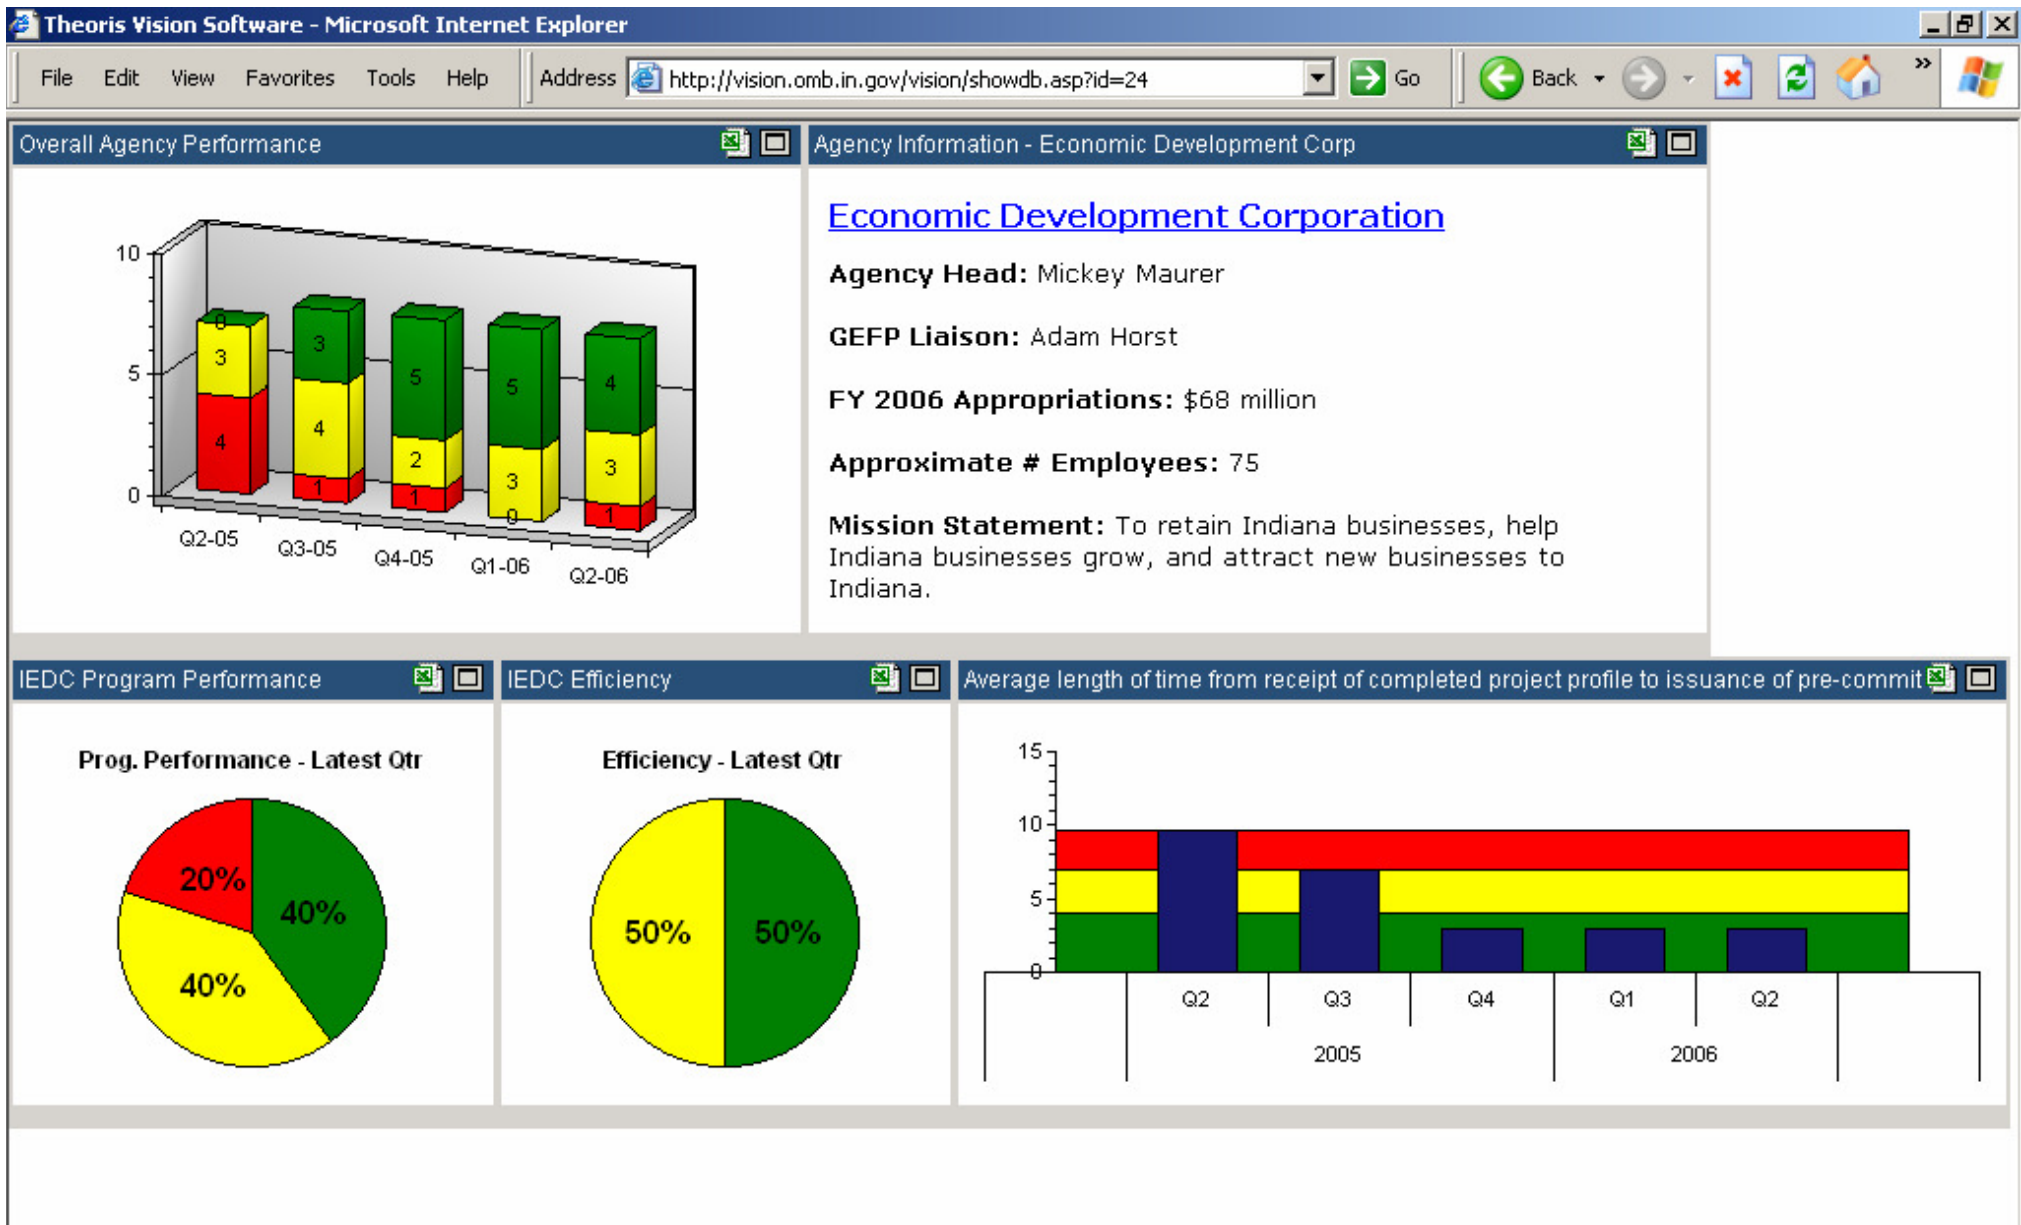 Theoris Vision Software - Microsoft Internet Explorer
File Edit View Favorites Tools Help Address http://vision.omb.in.gov/vision/showdb.asp?id=24 Go Back »
Overall Agency Performance
10
5
0
0
3
4
3
4
1
5
2
1
5
3
0
4
3
1
Q2-05 Q3-05 Q4-05 Q1-06 Q2-06
Agency Information - Economic Development Corp
Economic Development Corporation
Agency Head: Mickey Maurer
GEFP Liaison: Adam Horst
FY 2006 Appropriations: $68 million
Approximate # Employees: 75
Mission Statement: To retain Indiana businesses, help
Indiana businesses grow, and attract new businesses to
Indiana.
IEDC Program Performance
Prog. Performance - Latest Qtr
20%
40%
40%
IEDC Efficiency
Efficiency - Latest Qtr
50% 50%
Average length of time from receipt of completed project profile to issuance of pre-commit
15
10
5
0
Q2 Q3 Q4 Q1 Q2
2005 2006